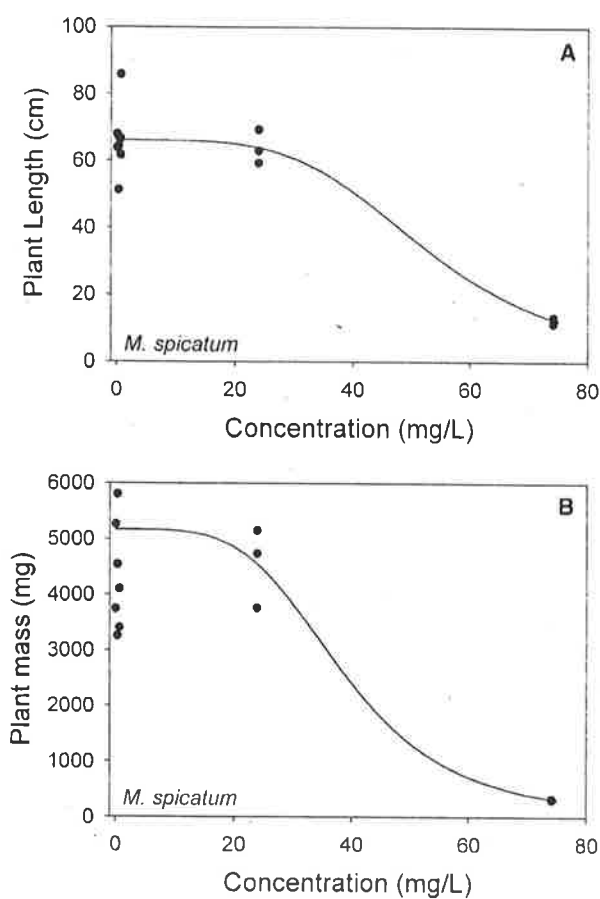 100
A
80
60
40
20
0
Plant Length (cm)
M. spicatum
0 20 40 60 80
Concentration (mg/L)
6000
B
5000
4000
3000
2000
1000
0
Plant mass (mg)
M. spicatum
0 20 40 60 80
Concentration (mg/L)